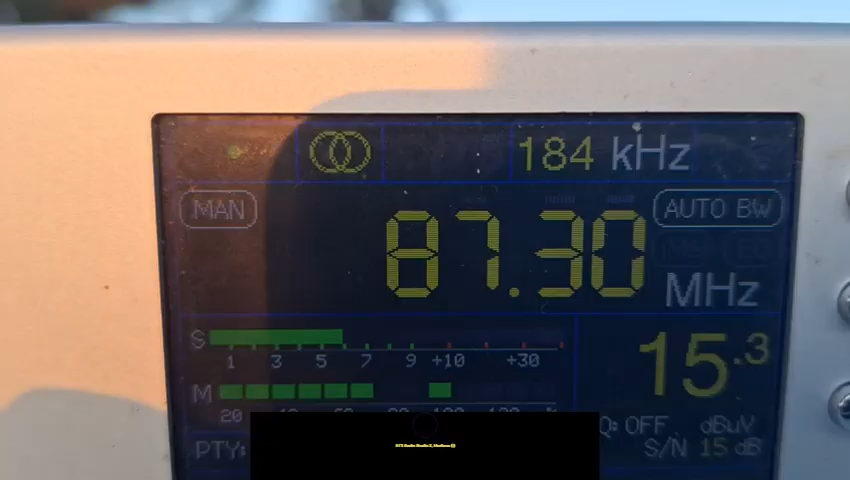 184 kHz
MAN
AUTO BW
87.30
MHz
S
1 3 5 7 9 +10 +30
15.3
M
20
Q: OFF dBuV
PTY:
S/N 15 dB